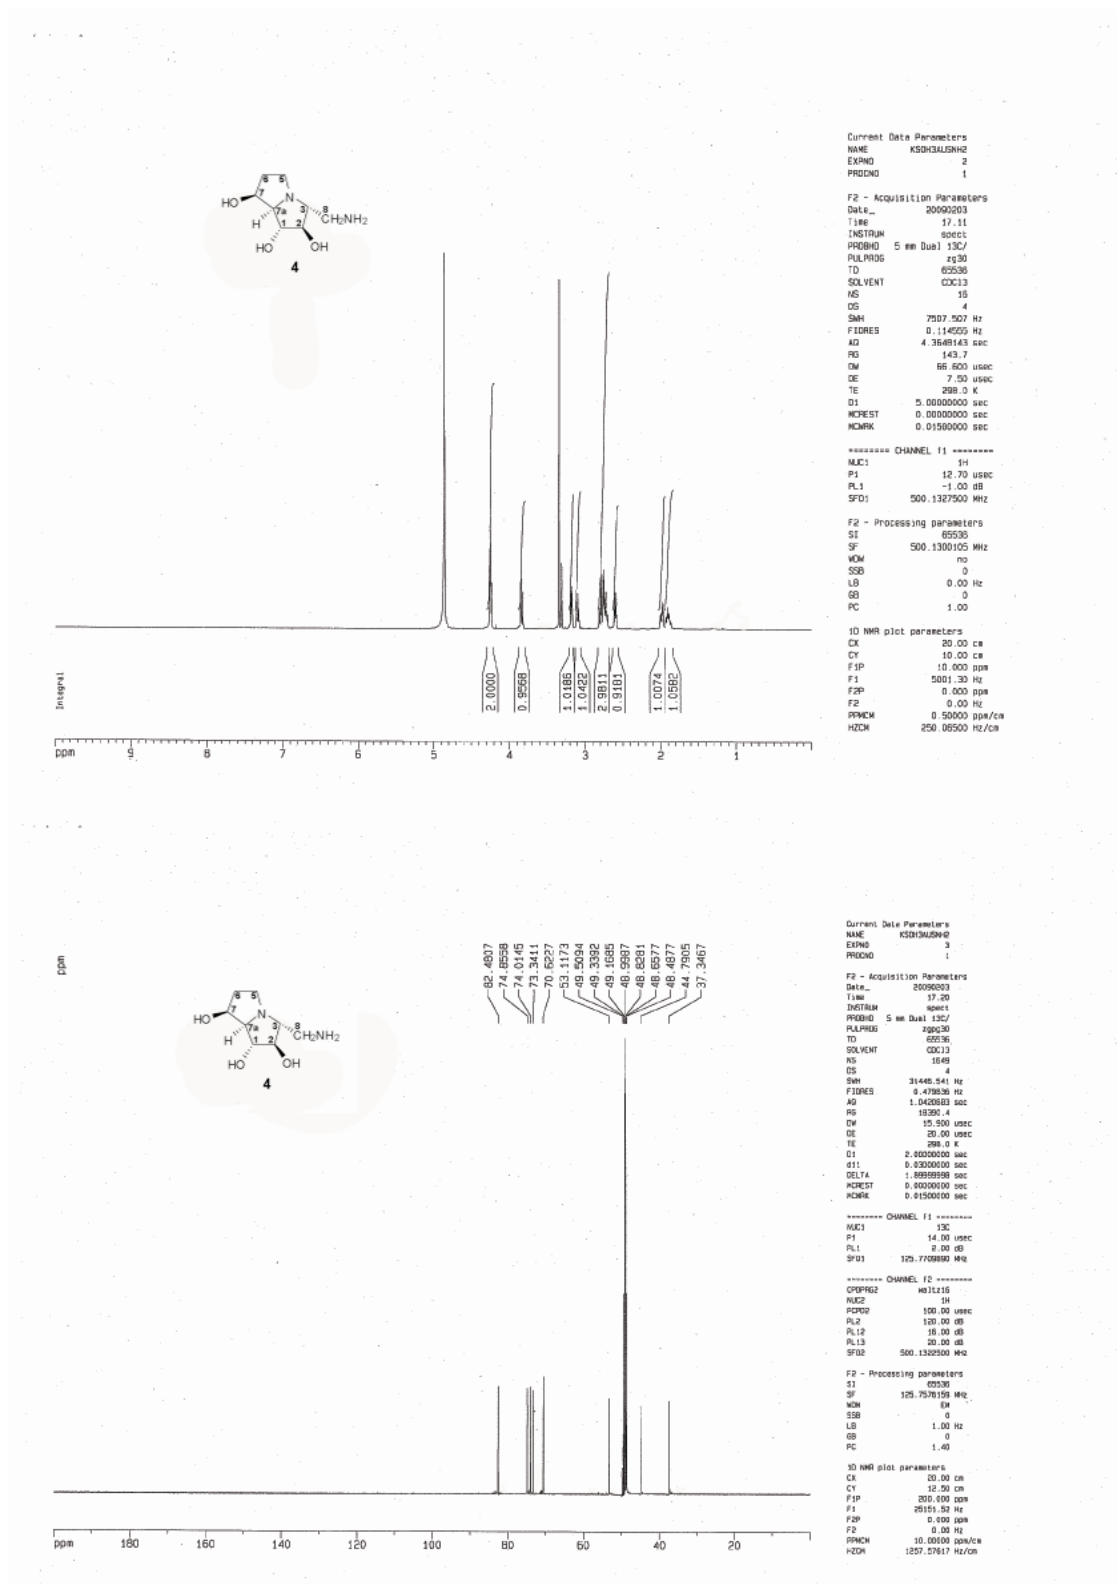 6 5
HO 7 N
3 8
H 7a CH2NH2
1 2
HO OH
4
Current Data Parameters
NAME KSOH3AUSNH2
EXPNO 2
PROCNO 1
F2 - Acquisition Parameters
Date_ 20090203
Time 17.11
INSTRUM spect
PROBHD 5 mm Dual 13C/
PULPROG zg30
TD 65536
SOLVENT CDCl3
NS 16
DS 4
SWH 7507.507 Hz
FIDRES 0.114555 Hz
AQ 4.3649143 sec
RG 143.7
DW 66.600 usec
DE 7.50 usec
TE 298.0 K
D1 5.00000000 sec
MCREST 0.00000000 sec
MCWRK 0.01500000 sec
======== CHANNEL f1 ========
NUC1 1H
P1 12.70 usec
PL1 -1.00 dB
SFO1 500.1327500 MHz
F2 - Processing parameters
SI 65536
SF 500.1300105 MHz
WDW no
SSB 0
LB 0.00 Hz
GB 0
PC 1.00
1D NMR plot parameters
CX 20.00 cm
CY 10.00 cm
F1P 10.000 ppm
F1 5001.30 Hz
F2P 0.000 ppm
F2 0.00 Hz
PPMCM 0.50000 ppm/cm
HZCM 250.06500 Hz/cm
Integral
2.0000
0.9568
1.0186
1.0422
2.9811
0.9181
1.0074
1.0582
ppm 9 8 7 6 5 4 3 2 1
ppm
82.4807
74.8558
74.0145
73.3411
70.6227
53.1173
49.5094
49.3392
49.1685
48.9987
48.8281
48.6577
48.4877
44.7905
37.3467
6 5
HO 7 N
3 8
H 7a CH2NH2
1 2
HO OH
4
Current Data Parameters
NAME KSOH3AUSNH2
EXPNO 3
PROCNO 1
F2 - Acquisition Parameters
Date_ 20090203
Time 17.20
INSTRUM spect
PROBHD 5 mm Dual 13C/
PULPROG zgpg30
TD 65536
SOLVENT CDCl3
NS 1649
DS 4
SWH 31446.541 Hz
FIDRES 0.479836 Hz
AQ 1.0420883 sec
RG 18390.4
DW 15.900 usec
DE 20.00 usec
TE 298.0 K
D1 2.00000000 sec
d11 0.03000000 sec
DELTA 1.89999998 sec
MCREST 0.00000000 sec
MCWRK 0.01500000 sec
======== CHANNEL f1 ========
NUC1 13C
P1 14.00 usec
PL1 2.00 dB
SFO1 125.7709890 MHz
======== CHANNEL f2 ========
CPDPRG2 waltz16
NUC2 1H
PCPD2 100.00 usec
PL2 120.00 dB
PL12 16.00 dB
PL13 20.00 dB
SFO2 500.1322500 MHz
F2 - Processing parameters
SI 65536
SF 125.7576159 MHz
WDW EM
SSB 0
LB 1.00 Hz
GB 0
PC 1.40
1D NMR plot parameters
CX 20.00 cm
CY 12.50 cm
F1P 200.000 ppm
F1 25151.52 Hz
F2P 0.000 ppm
F2 0.00 Hz
PPMCM 10.00000 ppm/cm
HZCM 1257.57617 Hz/cm
ppm 180 160 140 120 100 80 60 40 20